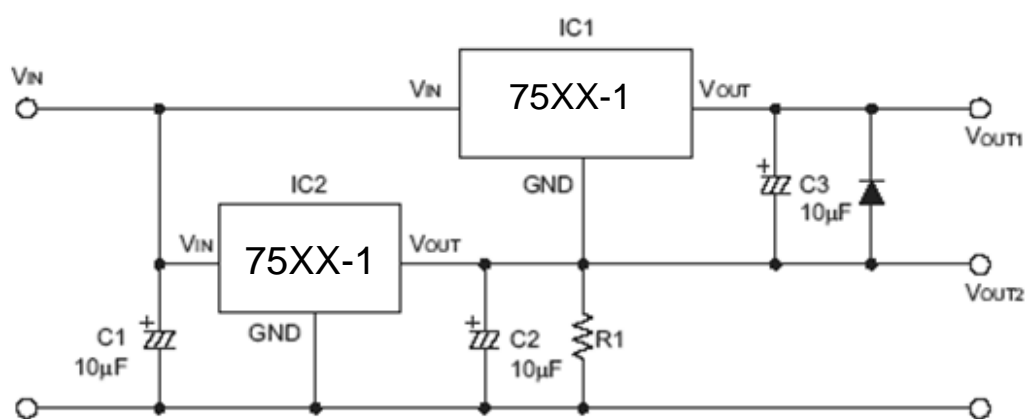 IC1
VIN
VIN
75XX-1
VOUT
VOUT1
GND
+
C3
10µF
IC2
VIN
75XX-1
VOUT
VOUT2
GND
+
C1
10µF
+
C2
10µF
R1